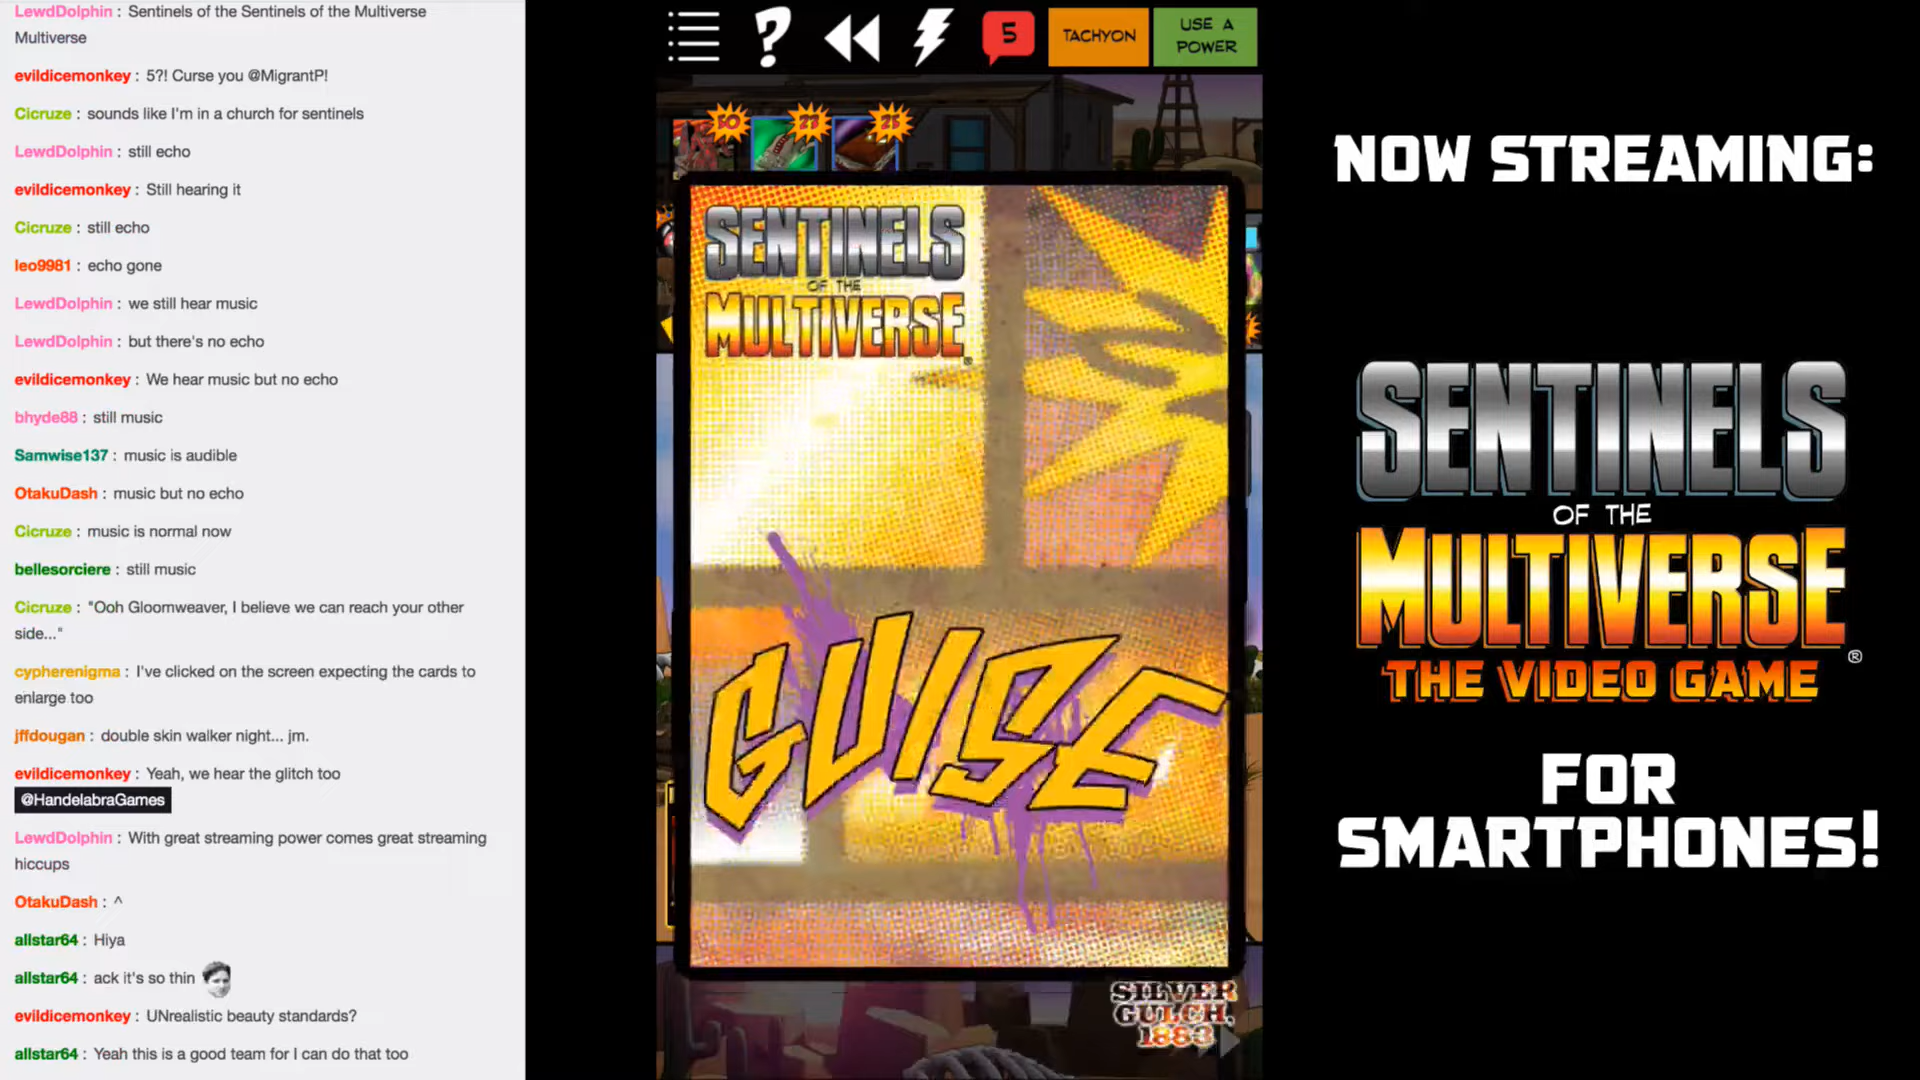 LewdDolphin : Sentinels of the Sentinels of the Multiverse
Multiverse
evildicemonkey : 5?! Curse you @MigrantP!
Cicruze : sounds like I'm in a church for sentinels
LewdDolphin : still echo
evildicemonkey : Still hearing it
Cicruze : still echo
leo9981 : echo gone
LewdDolphin : we still hear music
LewdDolphin : but there's no echo
evildicemonkey : We hear music but no echo
bhyde88 : still music
Samwise137 : music is audible
OtakuDash : music but no echo
Cicruze : music is normal now
bellesorciere : still music
Cicruze : "Ooh Gloomweaver, I believe we can reach your other
side..."
cypherenigma : I've clicked on the screen expecting the cards to
enlarge too
jffdougan : double skin walker night... jm.
evildicemonkey : Yeah, we hear the glitch too
@HandelabraGames
LewdDolphin : With great streaming power comes great streaming
hiccups
OtakuDash : ^
allstar64 : Hiya
allstar64 : ack it's so thin
evildicemonkey : UNrealistic beauty standards?
allstar64 : Yeah this is a good team for I can do that too
?
5
TACHYON
USE A
POWER
50
23
25
SENTINELS
OF THE
MULTIVERSE
GUISE
SILVER
GULCH,
1883
NOW STREAMING:
SENTINELS
OF THE
MULTIVERSE
®
THE VIDEO GAME
FOR
SMARTPHONES!